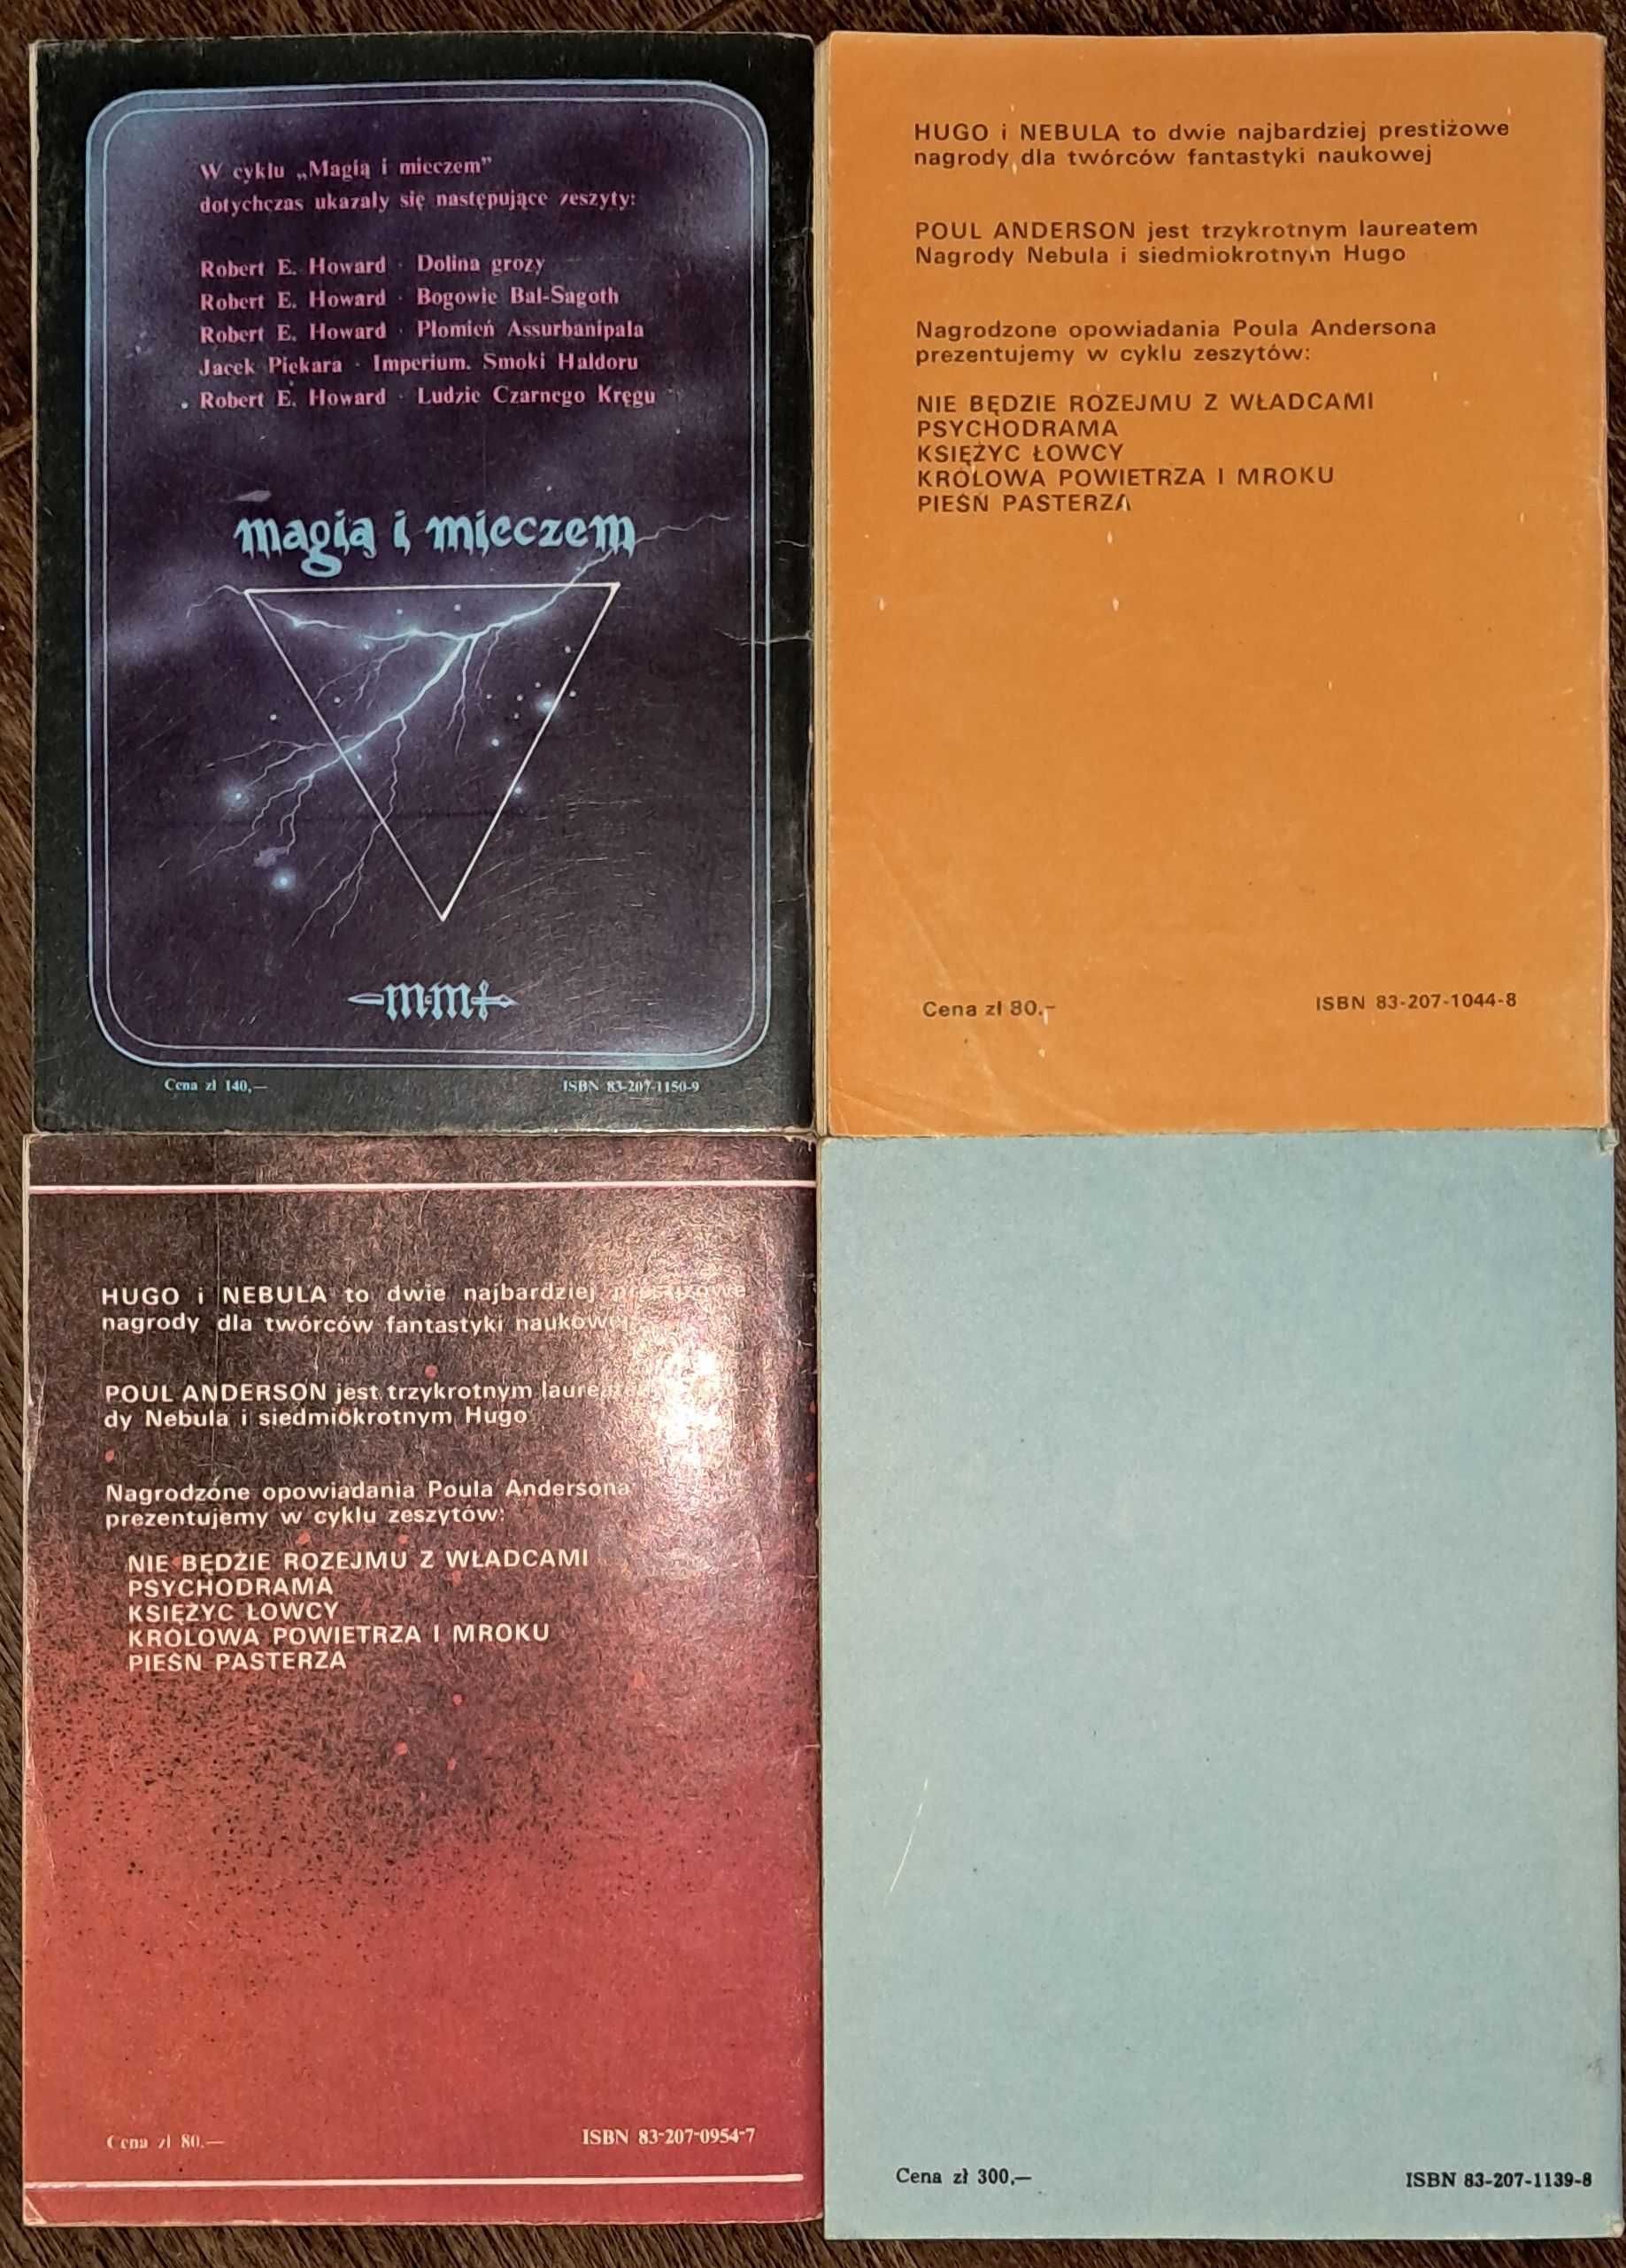 W cyklu „Magią i mieczem”
dotychczas ukazały się następujące zeszyty:
Robert E. Howard · Dolina grozy
Robert E. Howard · Bogowie Bal-Sagoth
Robert E. Howard · Płomień Assurbanipala
Jacek Piekara · Imperium. Smoki Haldoru
Robert E. Howard · Ludzie Czarnego Kręgu
magią i mieczem
m·m
Cena zł 140,—
ISBN 83-207-1150-9
HUGO i NEBULA to dwie najbardziej prestiżowe
nagrody dla twórców fantastyki naukowej
POUL ANDERSON jest trzykrotnym laureatem
Nagrody Nebula i siedmiokrotnym Hugo
Nagrodzone opowiadania Poula Andersona
prezentujemy w cyklu zeszytów:
NIE BĘDZIE ROZEJMU Z WŁADCAMI
PSYCHODRAMA
KSIĘŻYC ŁOWCY
KRÓLOWA POWIETRZA I MROKU
PIEŚŃ PASTERZA
Cena zł 80.-
ISBN 83-207-1044-8
HUGO i NEBULA to dwie najbardziej prestiżowe
nagrody dla twórców fantastyki naukowej
POUL ANDERSON jest trzykrotnym
dy Nebula i siedmiokrotnym Hugo
Nagrodzone opowiadania Poula Andersona
prezentujemy w cyklu zeszytów:
NIE BĘDZIE ROZEJMU Z WŁADCAMI
PSYCHODRAMA
KSIĘŻYC ŁOWCY
KRÓLOWA POWIETRZA I MROKU
PIEŚŃ PASTERZA
Cena zł 80.—
ISBN 83-207-0954-7
Cena zł 300,—
ISBN 83-207-1139-8